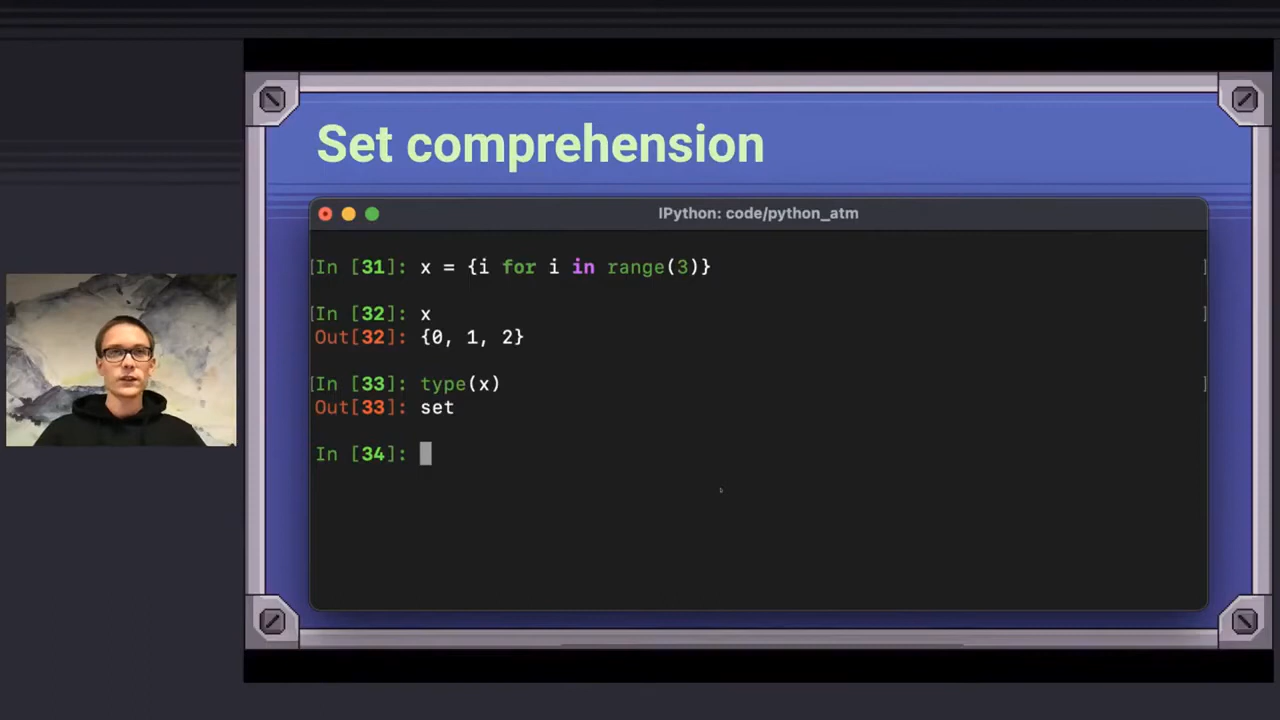 Set comprehension
IPython: code/python_atm
In [31]: x = {i for i in range(3)}
In [32]: x
Out[32]: {0, 1, 2}
In [33]: type(x)
Out[33]: set
In [34]: